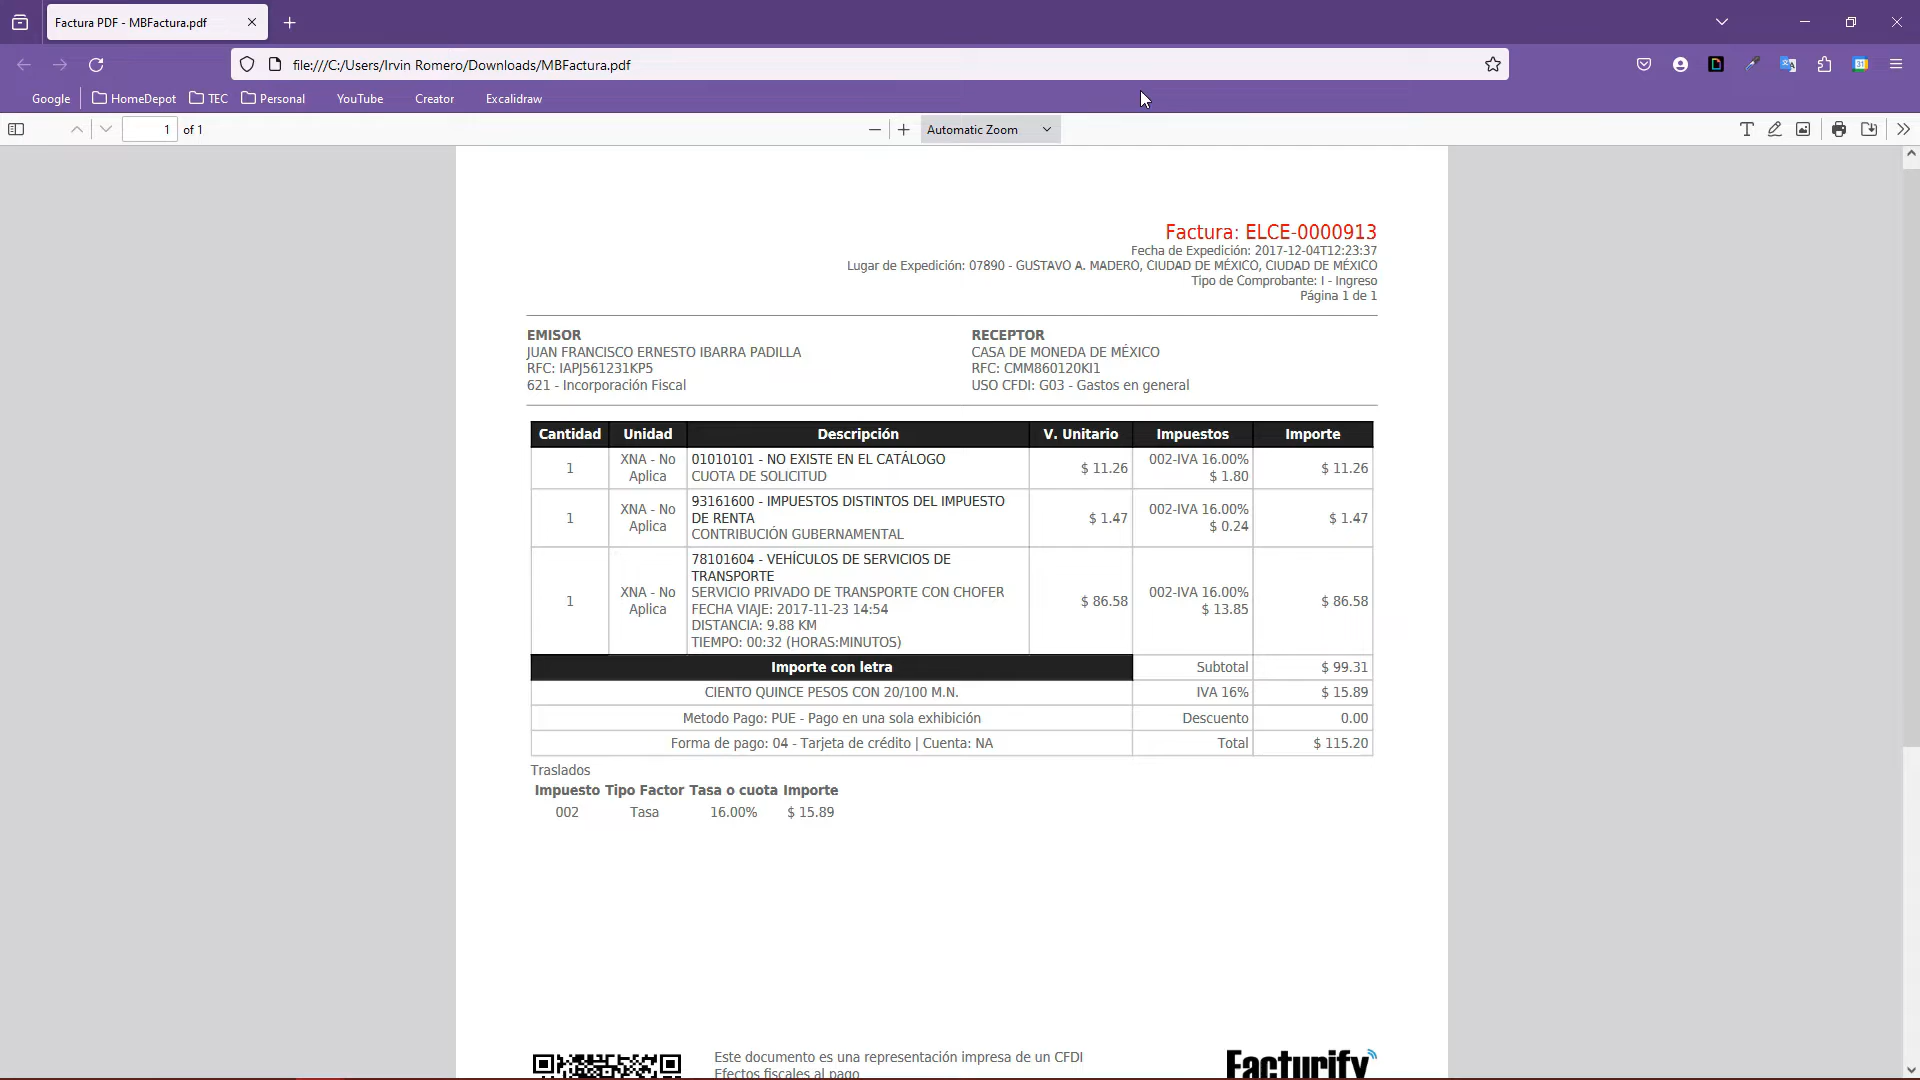 Factura PDF - MBFactura.pdf
file:///C:/Users/Irvin Romero/Downloads/MBFactura.pdf
Google HomeDepot TEC Personal YouTube Creator Excalidraw
1 of 1 Automatic Zoom
Factura: ELCE-0000913
Fecha de Expedición: 2017-12-04T12:23:37
Lugar de Expedición: 07890 - GUSTAVO A. MADERO, CIUDAD DE MÉXICO, CIUDAD DE MÉXICO
Tipo de Comprobante: I - Ingreso
Página 1 de 1
EMISOR
JUAN FRANCISCO ERNESTO IBARRA PADILLA
RFC: IAPJ561231KP5
621 - Incorporación Fiscal
RECEPTOR
CASA DE MONEDA DE MÉXICO
RFC: CMM860120KI1
USO CFDI: G03 - Gastos en general
Cantidad Unidad Descripción V. Unitario Impuestos Importe
1
XNA - No
Aplica
01010101 - NO EXISTE EN EL CATÁLOGO
CUOTA DE SOLICITUD
$ 11.26
002-IVA 16.00%
$ 1.80
$ 11.26
1
XNA - No
Aplica
93161600 - IMPUESTOS DISTINTOS DEL IMPUESTO
DE RENTA
CONTRIBUCIÓN GUBERNAMENTAL
$ 1.47
002-IVA 16.00%
$ 0.24
$ 1.47
1
XNA - No
Aplica
78101604 - VEHÍCULOS DE SERVICIOS DE
TRANSPORTE
SERVICIO PRIVADO DE TRANSPORTE CON CHOFER
FECHA VIAJE: 2017-11-23 14:54
DISTANCIA: 9.88 KM
TIEMPO: 00:32 (HORAS:MINUTOS)
$ 86.58
002-IVA 16.00%
$ 13.85
$ 86.58
Importe con letra Subtotal $ 99.31
CIENTO QUINCE PESOS CON 20/100 M.N. IVA 16% $ 15.89
Metodo Pago: PUE - Pago en una sola exhibición Descuento 0.00
Forma de pago: 04 - Tarjeta de crédito | Cuenta: NA Total $ 115.20
Traslados
Impuesto Tipo Factor Tasa o cuota Importe
002 Tasa 16.00% $ 15.89
Este documento es una representación impresa de un CFDI
Efectos fiscales al pago
Facturify